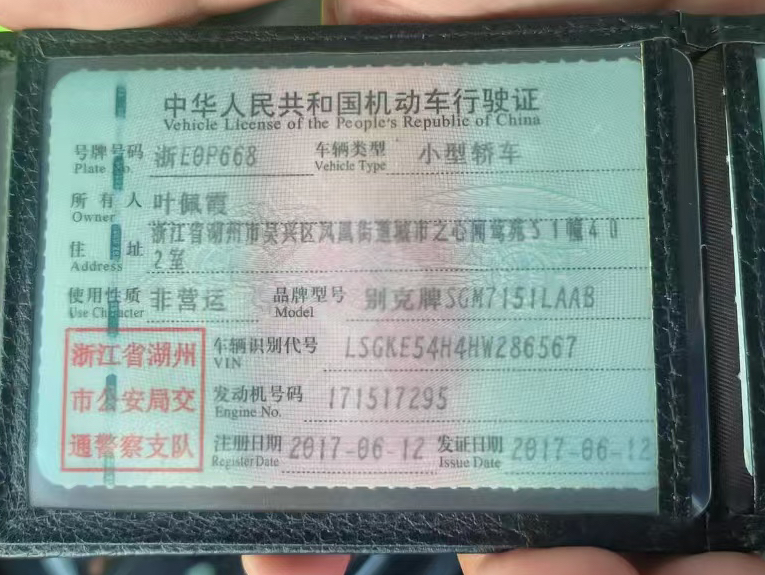 中华人民共和国机动车行驶证
Vehicle License of the People's Republic of China
号牌号码 浙E0P668 车辆类型 小型轿车
Plate No. Vehicle Type
所有人 叶佩霞
Owner
住址 浙江省湖州市吴兴区凤凰街道城市之心闻莺苑51幢40
2室
Address
使用性质 非营运 品牌型号 别克牌SGM7151LAAB
Use Character Model
浙江省湖州
市公安局交
通警察支队
车辆识别代号 LSGKE54H4HW286567
VIN
发动机号码 171517295
Engine No.
注册日期 2017-06-12 发证日期 2017-06-12
Register Date Issue Date